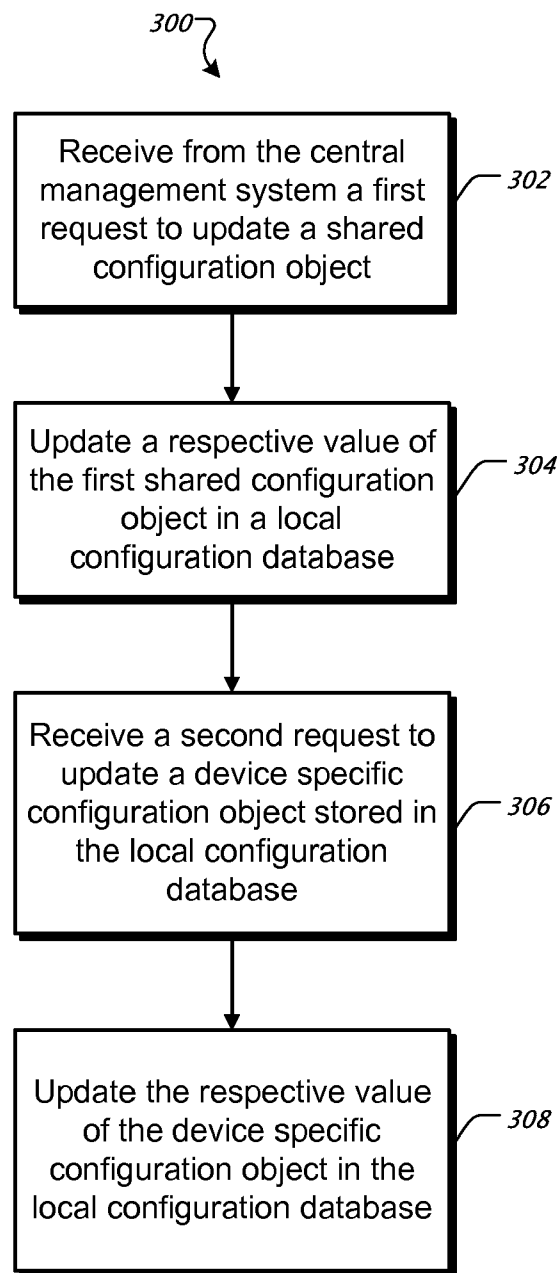 300
Receive from the central
management system a first
request to update a shared
configuration object
302
Update a respective value of
the first shared configuration
object in a local
configuration database
304
Receive a second request to
update a device specific
configuration object stored in
the local configuration
database
306
Update the respective value
of the device specific
configuration object in the
local configuration database
308